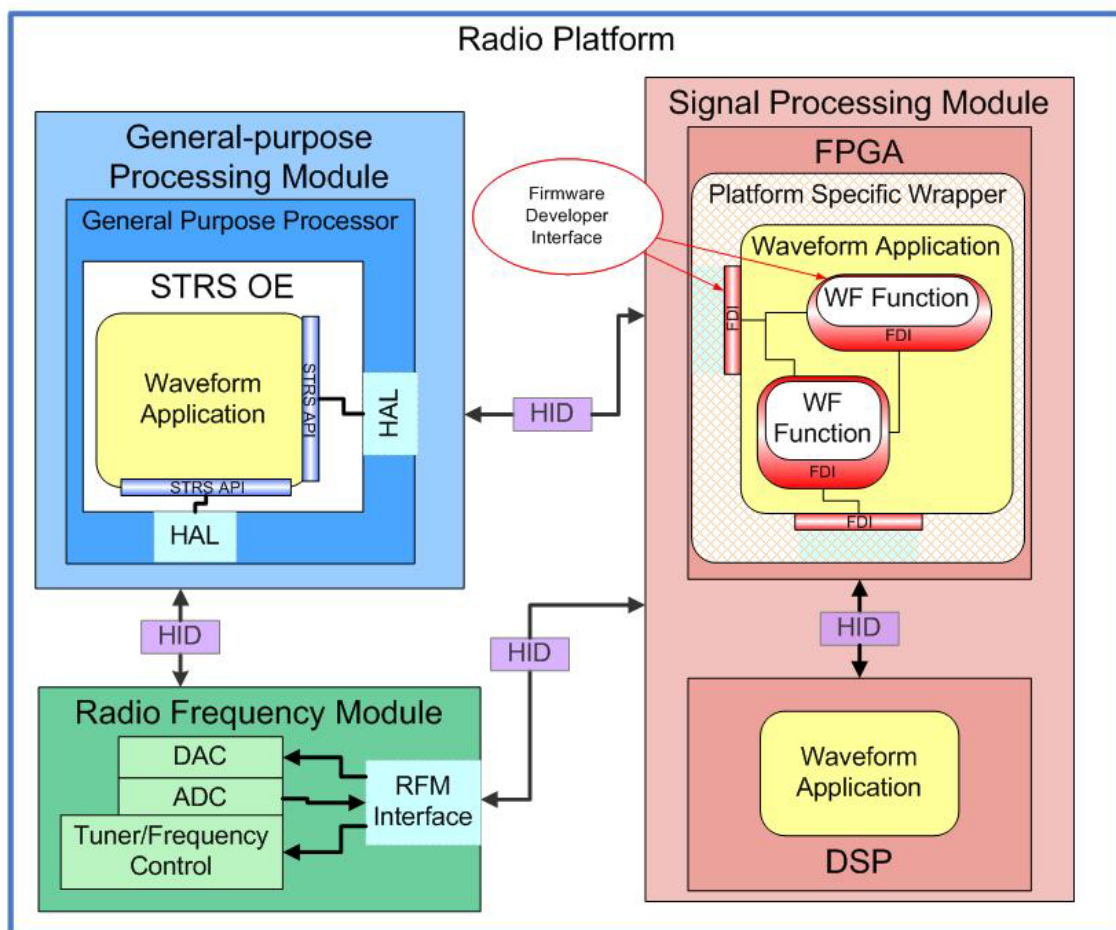 Radio Platform
General-purpose
Processing Module
General Purpose Processor
STRS OE
Waveform
Application
STRS API
STRS API
HAL
HAL
HID
HID
HID
Signal Processing Module
FPGA
Platform Specific Wrapper
Firmware
Developer
Interface
Waveform Application
WF Function
FDI
FDI
WF
Function
FDI
FDI
HID
Waveform
Application
DSP
Radio Frequency Module
DAC
ADC
Tuner/Frequency
Control
RFM
Interface